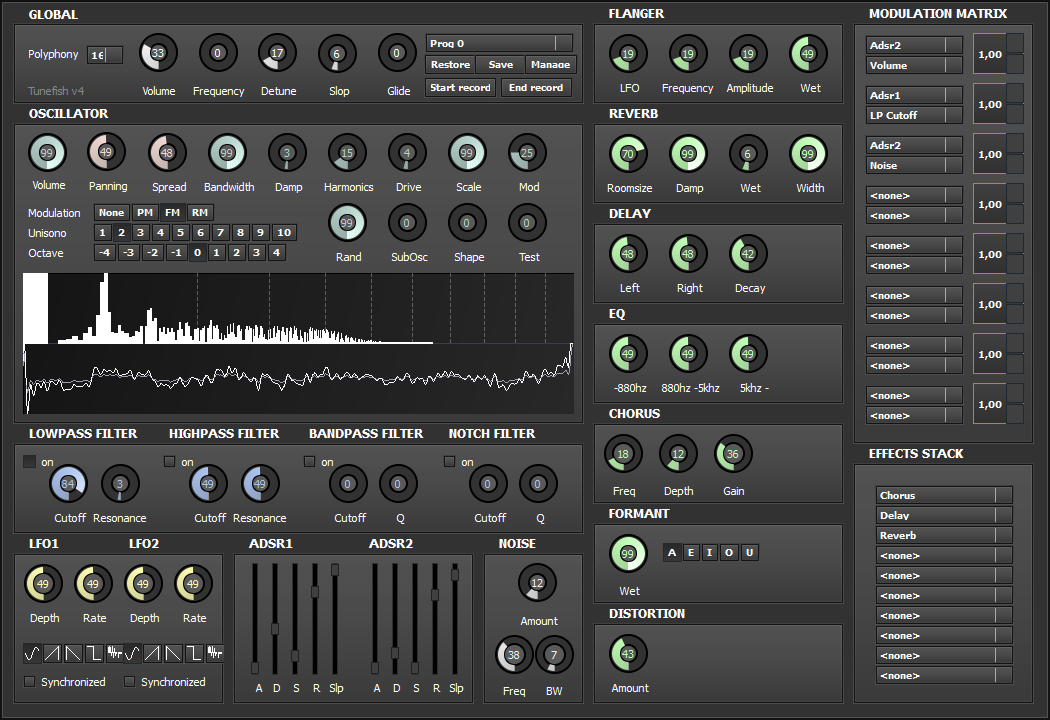 GLOBAL
Polyphony 16 33 0 17 6 0
Prog 0
Restore Save Manage
Start record End record
Tunefish v4
Volume Frequency Detune Slop Glide
OSCILLATOR
99 49 48 99 3 15 4 99 25
Volume Panning Spread Bandwidth Damp Harmonics Drive Scale Mod
Modulation None PM FM RM
Unisono 1 2 3 4 5 6 7 8 9 10
Octave -4 -3 -2 -1 0 1 2 3 4
99 0 0 0
Rand SubOsc Shape Test
LOWPASS FILTER HIGHPASS FILTER BANDPASS FILTER NOTCH FILTER
on on on on
84 3 49 49 0 0 0 0
Cutoff Resonance Cutoff Resonance Cutoff Q Cutoff Q
LFO1 LFO2
49 49 49 49
Depth Rate Depth Rate
Synchronized Synchronized
ADSR1 ADSR2
A D S R Slp A D S R Slp
NOISE
12
Amount
38 7
Freq BW
FLANGER
19 19 19 49
LFO Frequency Amplitude Wet
REVERB
70 99 6 99
Roomsize Damp Wet Width
DELAY
48 48 42
Left Right Decay
EQ
49 49 49
-880hz 880hz -5khz 5khz -
CHORUS
18 12 36
Freq Depth Gain
FORMANT
99 A E I O U
Wet
DISTORTION
43
Amount
MODULATION MATRIX
Adsr2
Volume
1,00
Adsr1
LP Cutoff
1,00
Adsr2
Noise
1,00
<none>
<none>
1,00
<none>
<none>
1,00
<none>
<none>
1,00
<none>
<none>
1,00
<none>
<none>
1,00
EFFECTS STACK
Chorus
Delay
Reverb
<none>
<none>
<none>
<none>
<none>
<none>
<none>